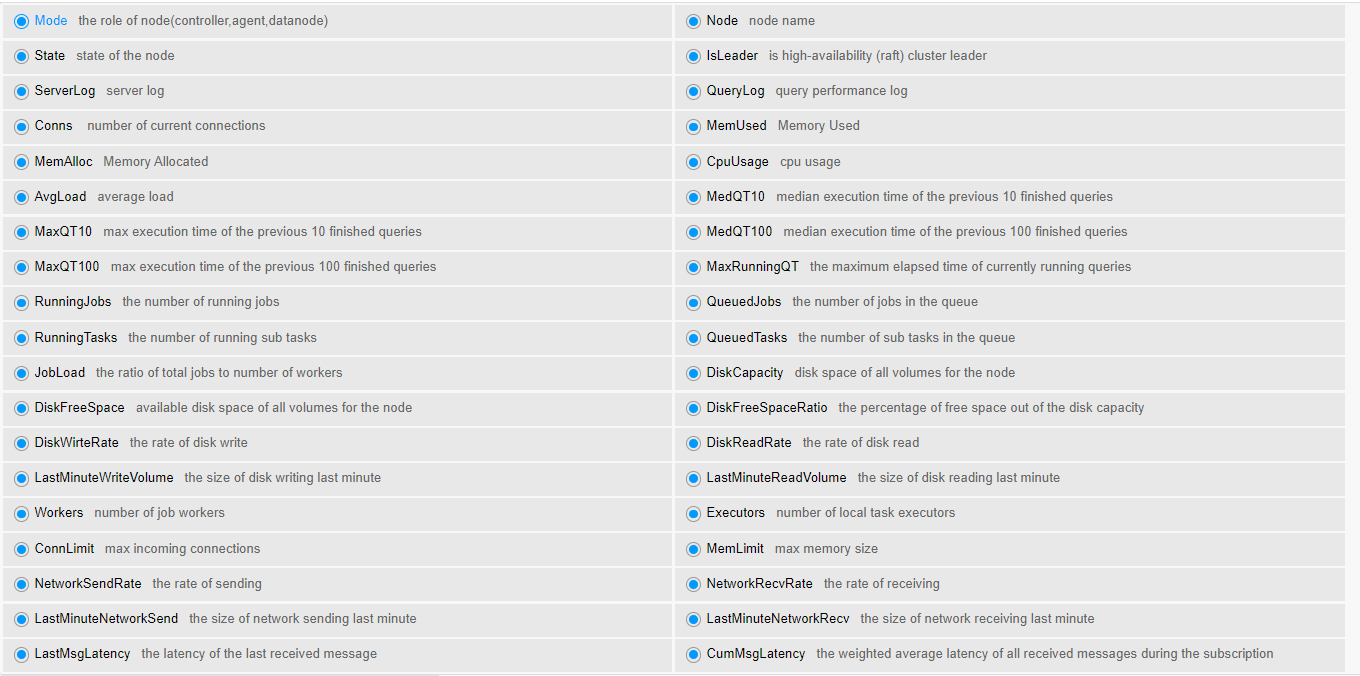 Mode the role of node(controller,agent,datanode)
Node node name
State state of the node
IsLeader is high-availability (raft) cluster leader
ServerLog server log
QueryLog query performance log
Conns number of current connections
MemUsed Memory Used
MemAlloc Memory Allocated
CpuUsage cpu usage
AvgLoad average load
MedQT10 median execution time of the previous 10 finished queries
MaxQT10 max execution time of the previous 10 finished queries
MedQT100 median execution time of the previous 100 finished queries
MaxQT100 max execution time of the previous 100 finished queries
MaxRunningQT the maximum elapsed time of currently running queries
RunningJobs the number of running jobs
QueuedJobs the number of jobs in the queue
RunningTasks the number of running sub tasks
QueuedTasks the number of sub tasks in the queue
JobLoad the ratio of total jobs to number of workers
DiskCapacity disk space of all volumes for the node
DiskFreeSpace available disk space of all volumes for the node
DiskFreeSpaceRatio the percentage of free space out of the disk capacity
DiskWirteRate the rate of disk write
DiskReadRate the rate of disk read
LastMinuteWriteVolume the size of disk writing last minute
LastMinuteReadVolume the size of disk reading last minute
Workers number of job workers
Executors number of local task executors
ConnLimit max incoming connections
MemLimit max memory size
NetworkSendRate the rate of sending
NetworkRecvRate the rate of receiving
LastMinuteNetworkSend the size of network sending last minute
LastMinuteNetworkRecv the size of network receiving last minute
LastMsgLatency the latency of the last received message
CumMsgLatency the weighted average latency of all received messages during the subscription